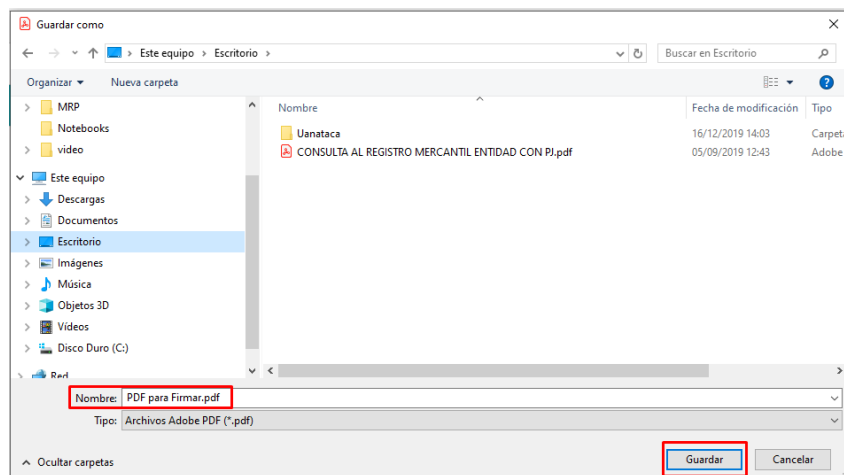 Guardar como
Este equipo > Escritorio >
Buscar en Escritorio
Organizar
Nueva carpeta
MRP
Notebooks
video
Este equipo
Descargas
Documentos
Escritorio
Imágenes
Música
Objetos 3D
Vídeos
Disco Duro (C:)
Red
Nombre
Fecha de modificación
Tipo
Uanataca
16/12/2019 14:03
Carpet
CONSULTA AL REGISTRO MERCANTIL ENTIDAD CON PJ.pdf
05/09/2019 12:43
Adobe
Nombre: PDF para Firmar.pdf
Tipo: Archivos Adobe PDF (*.pdf)
Ocultar carpetas
Guardar
Cancelar